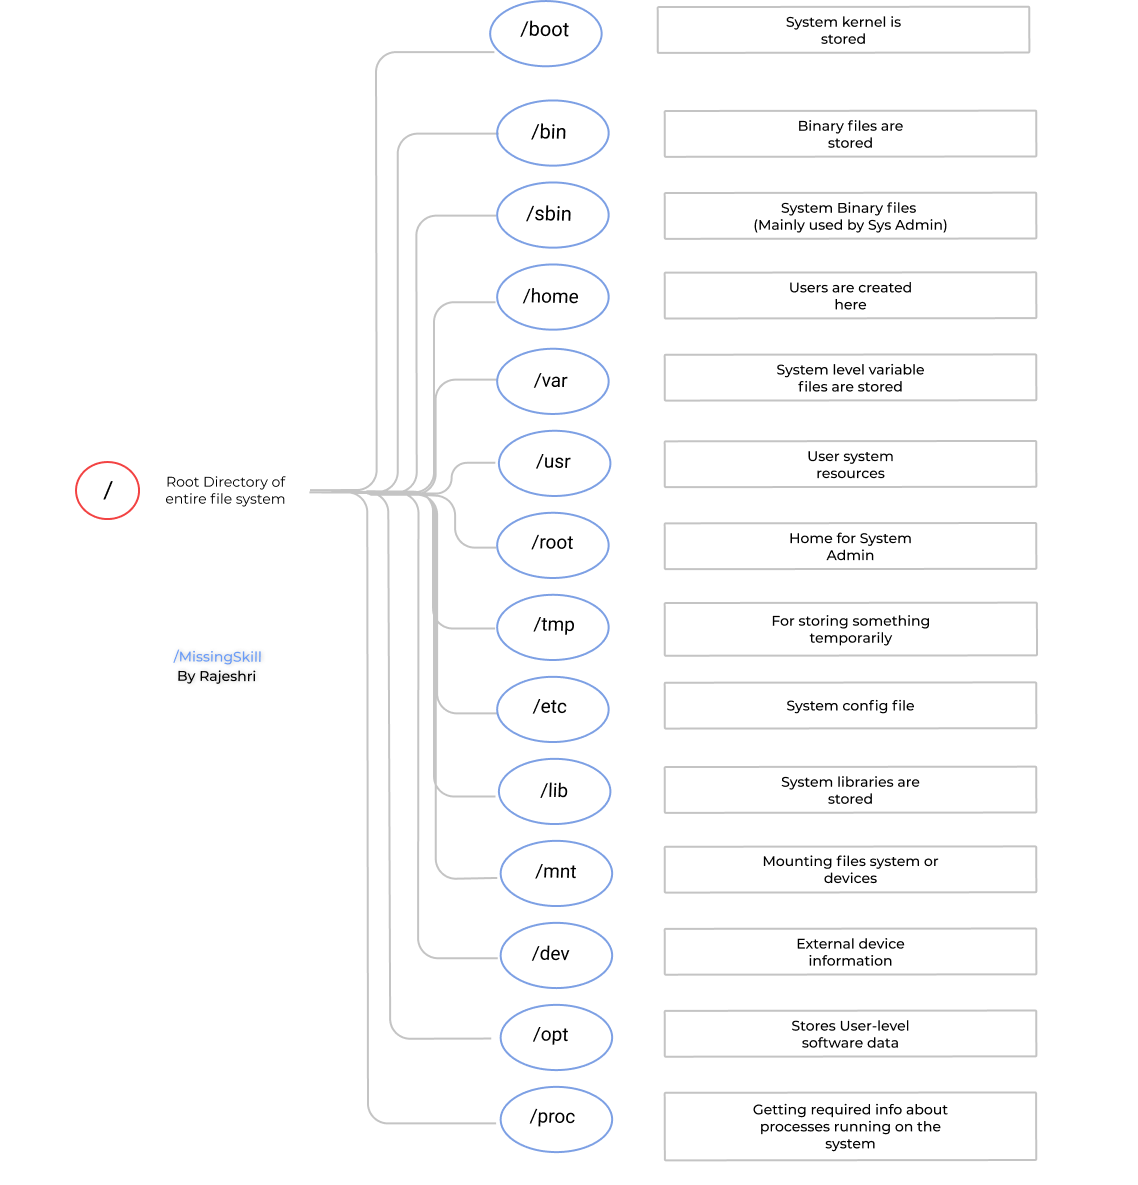 /boot
System kernel is
stored
/bin
Binary files are
stored
/sbin
System Binary files
(Mainly used by Sys Admin)
/home
Users are created
here
/var
System level variable
files are stored
/usr
User system
resources
/
Root Directory of
entire file system
/root
Home for System
Admin
/tmp
For storing something
temporarily
/MissingSkill
By Rajeshri
/etc
System config file
/lib
System libraries are
stored
/mnt
Mounting files system or
devices
/dev
External device
information
/opt
Stores User-level
software data
/proc
Getting required info about
processes running on the
system